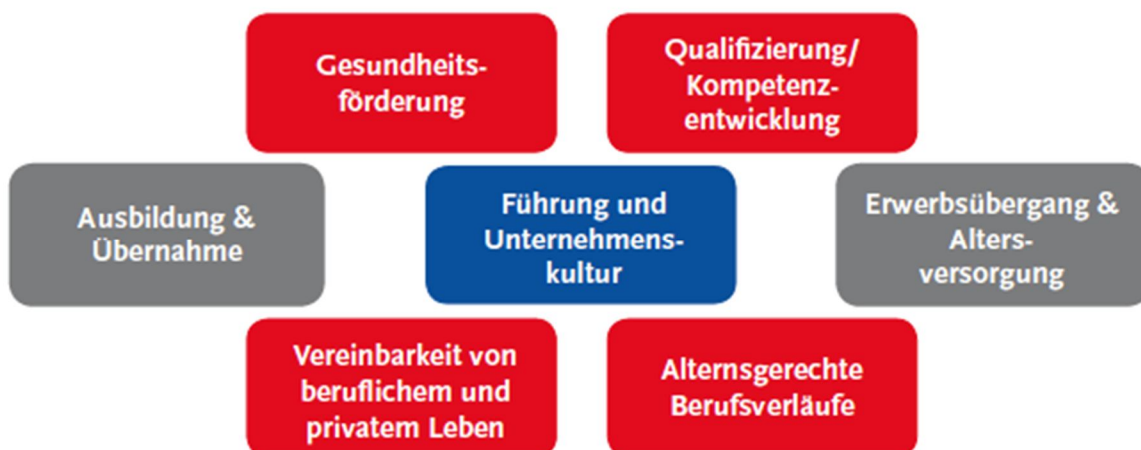 Gesundheits-
förderung
Qualifizierung/
Kompetenz-
entwicklung
Ausbildung &
Übernahme
Führung und
Unternehmens-
kultur
Erwerbsübergang &
Alters-
versorgung
Vereinbarkeit von
beruflichem und
privatem Leben
Alternsgerechte
Berufsverläufe